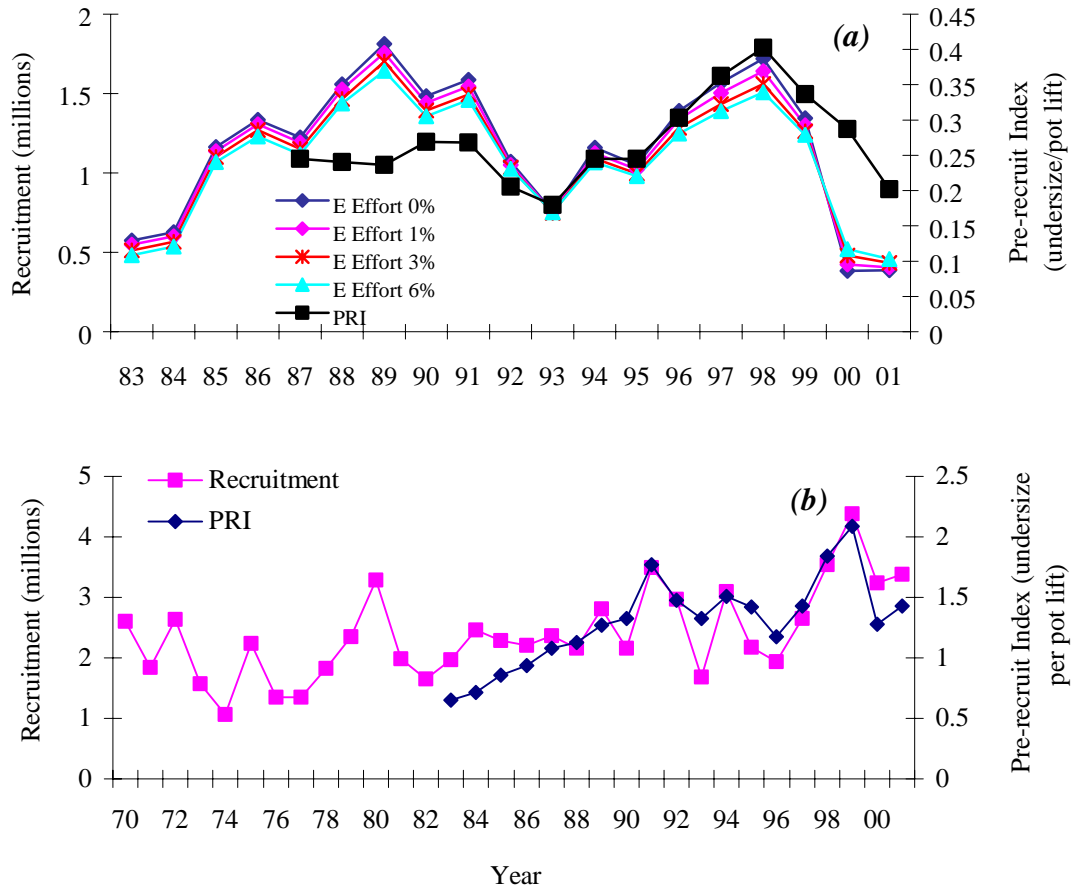 (a)
Recruitment (millions)
2
1.5
1
0.5
0
0.45
0.4
0.35
0.3
0.25
0.2
0.15
0.1
0.05
0
Pre-recruit Index
(undersize/pot lift)
E Effort 0%
E Effort 1%
E Effort 3%
E Effort 6%
PRI
83 84 85 86 87 88 89 90 91 92 93 94 95 96 97 98 99 00 01
(b)
Recruitment (millions)
5
4
3
2
1
0
2.5
2
1.5
1
0.5
0
Pre-recruit Index (undersize
per pot lift)
Recruitment
PRI
70 72 74 76 78 80 82 84 86 88 90 92 94 96 98 00
Year